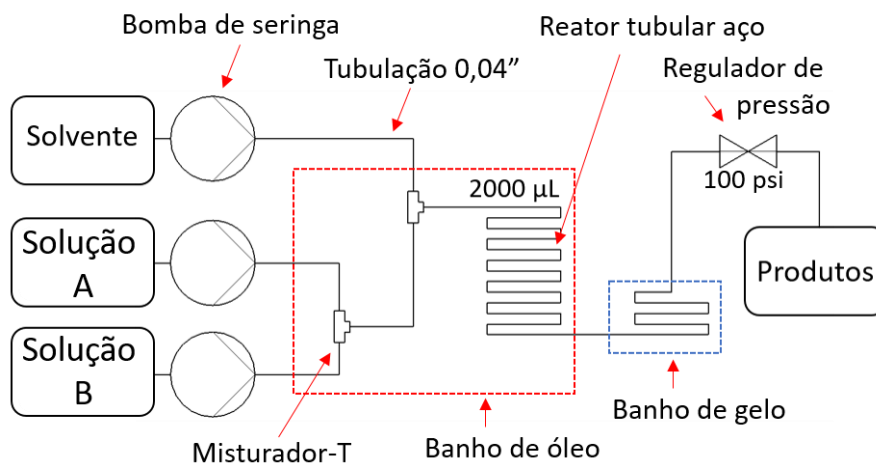 Bomba de seringa
Reator tubular aço
Tubulação 0,04”
Regulador de
pressão
Solvente
100 psi
2000 µL
Solução
A
Produtos
Solução
B
Banho de gelo
Misturador-T
Banho de óleo